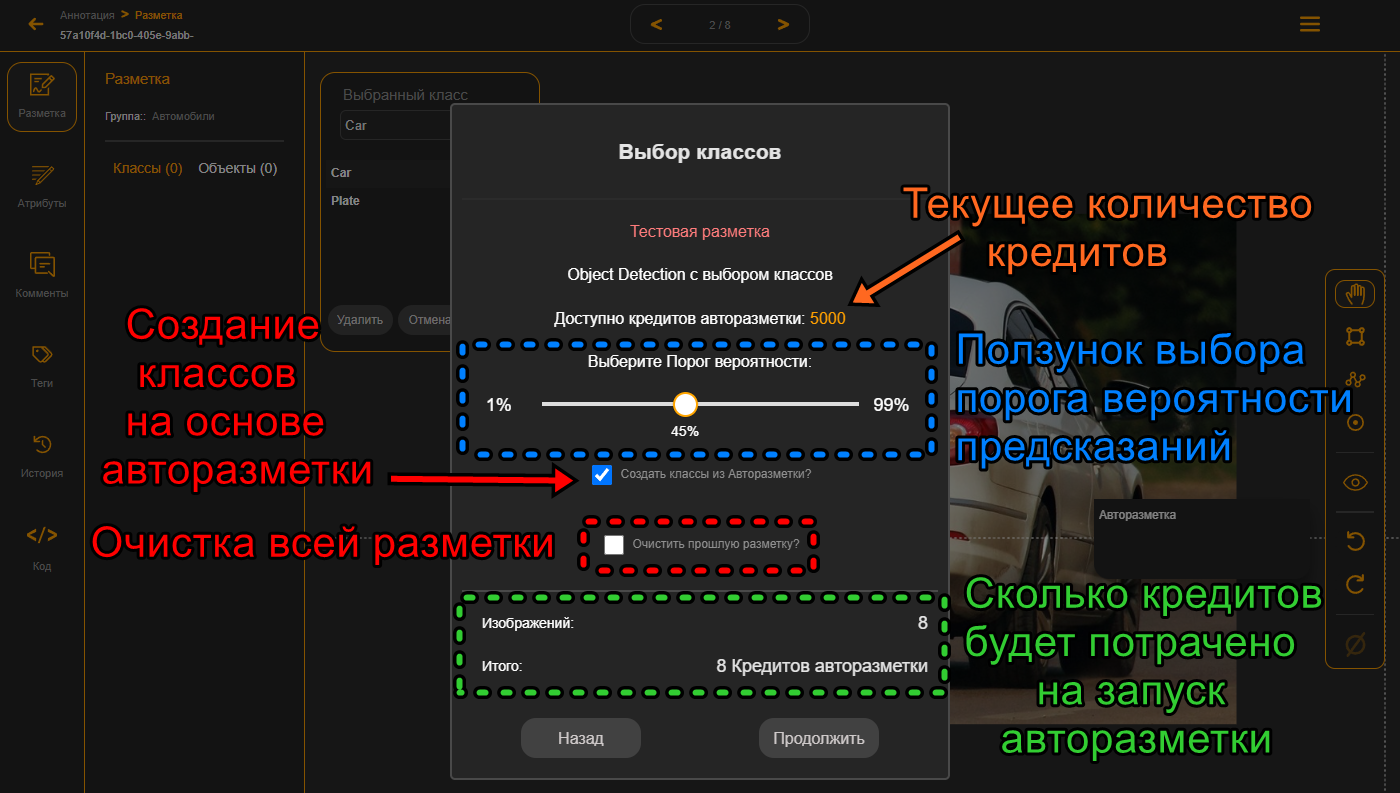 Аннотация > Разметка
57a10f4d-1bc0-405e-9abb-
< 2 / 8 >
Разметка
Атрибуты
Комменты
Теги
История
</>
Код
Разметка
Группа:: Автомобили
Классы (0) Объекты (0)
Выбранный класс
Car
Car
Plate
Удалить
Отмена
Выбор классов
Тестовая разметка
Object Detection с выбором классов
Доступно кредитов авторазметки: 5000
Выберите Порог вероятности:
1% 99%
45%
Создать классы из Авторазметки?
Очистить прошлую разметку?
Изображений: 8
Итого: 8 Кредитов авторазметки
Назад
Продолжить
Текущее количество
кредитов
Создание
классов
на основе
авторазметки
Ползунок выбора
порога вероятности
предсказаний
Очистка всей разметки
Авторазметка
Сколько кредитов
будет потрачено
на запуск
авторазметки